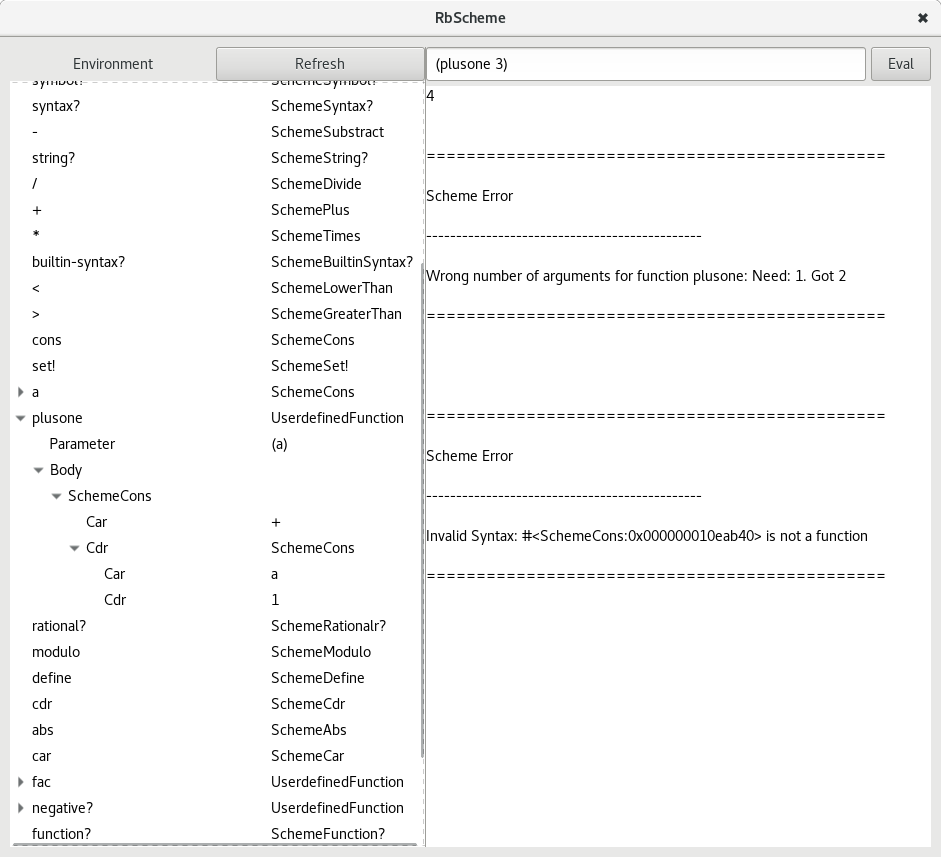 RbScheme
Environment Refresh (plusone 3) Eval
symbol? SchemeSymbol?
syntax? SchemeSyntax?
- SchemeSubstract
string? SchemeString?
/ SchemeDivide
+ SchemePlus
* SchemeTimes
builtin-syntax? SchemeBuiltinSyntax?
< SchemeLowerThan
> SchemeGreaterThan
cons SchemeCons
set! SchemeSet!
a SchemeCons
plusone UserdefinedFunction
Parameter (a)
Body
SchemeCons
Car +
Cdr SchemeCons
Car a
Cdr 1
rational? SchemeRationalr?
modulo SchemeModulo
define SchemeDefine
cdr SchemeCdr
abs SchemeAbs
car SchemeCar
fac UserdefinedFunction
negative? UserdefinedFunction
function? SchemeFunction?
4
==============================================
Scheme Error
----------------------------------------------
Wrong number of arguments for function plusone: Need: 1. Got 2
==============================================
==============================================
Scheme Error
----------------------------------------------
Invalid Syntax: #<SchemeCons:0x000000010eab40> is not a function
==============================================